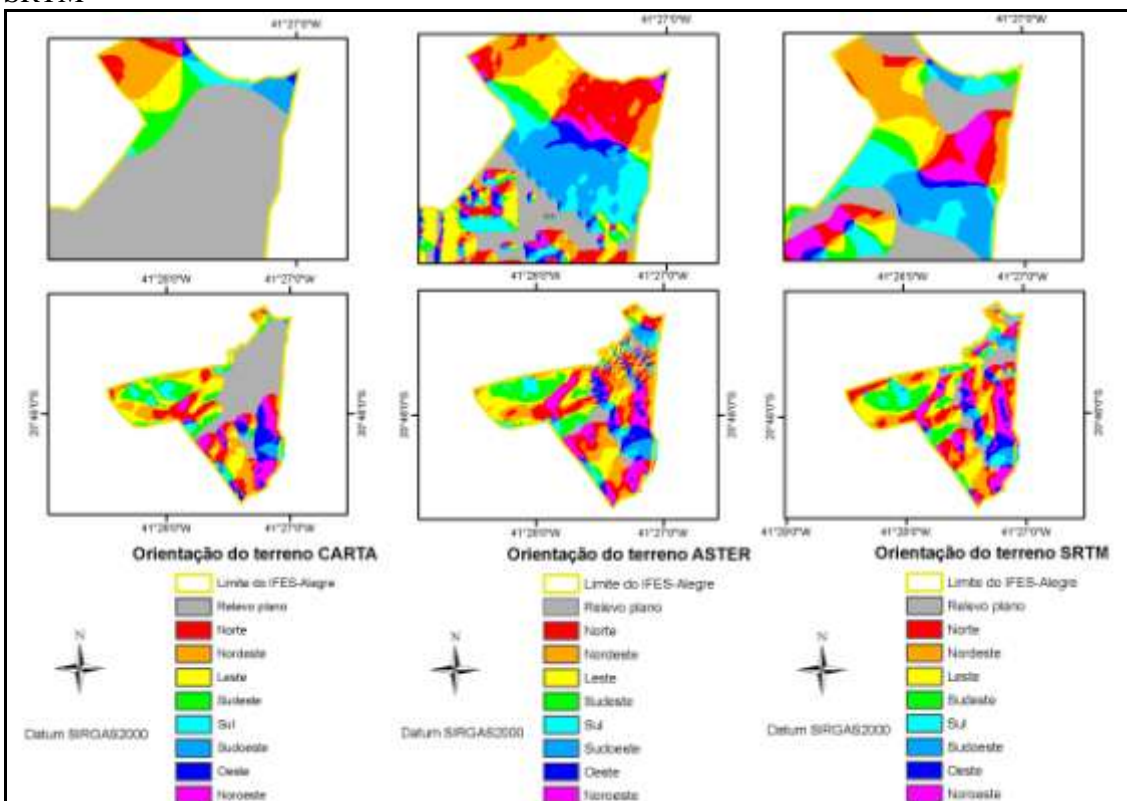 SRTM
41°27'0"W 41°27'0"W 41°27'0"W
41°26'0"W 41°27'0"W 41°26'0"W 41°27'0"W 41°26'0"W 41°27'0"W
20°46'0"S 20°46'0"S 20°46'0"S 20°46'0"S 20°46'0"S 20°46'0"S
41°26'0"W 41°27'0"W 41°26'0"W 41°27'0"W 41°28'0"W 41°27'0"W
Orientação do terreno CARTA
Limite do IFES-Alegre
Relevo plano
Norte
Nordeste
Leste
Sudeste
Sul
Sudoeste
Oeste
Noroeste
N
Datum SIRGAS2000
Orientação do terreno ASTER
Limite do IFES-Alegre
Relevo plano
Norte
Nordeste
Leste
Sudeste
Sul
Sudoeste
Oeste
Noroeste
N
Datum SIRGAS2000
Orientação do terreno SRTM
Limite do IFES-Alegre
Relevo plano
Norte
Nordeste
Leste
Sudeste
Sul
Sudoeste
Oeste
Noroeste
N
Datum SIRGAS2000